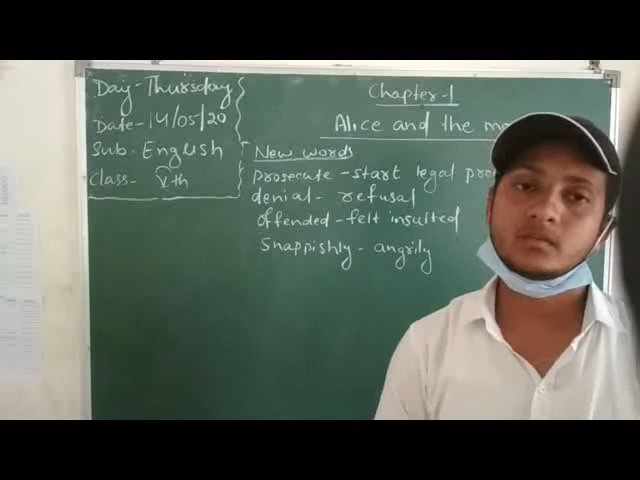 Day - Thursday
Date - 14/05/20
Sub - English
Class - Vth
Chapter - 1
Alice and the
New words
Prosecute - start legal
denial - refusal
Offended - felt insulted
Snappishly - angrily